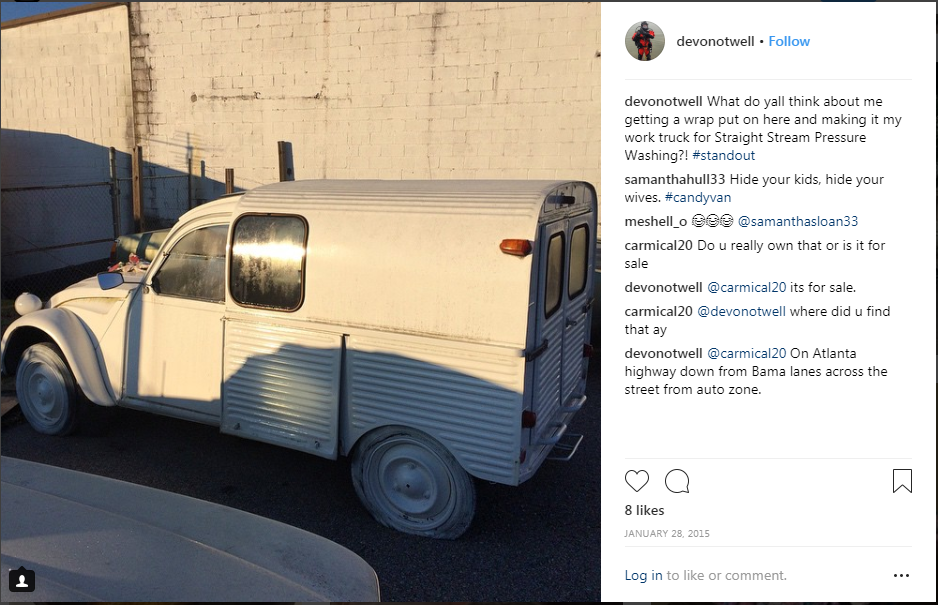 devonotwell • Follow
devonotwell What do yall think about me
getting a wrap put on here and making it my
work truck for Straight Stream Pressure
Washing?! #standout
samanthahull33 Hide your kids, hide your
wives. #candyvan
meshell_o 😂😂😂 @samanthasloan33
carmical20 Do u really own that or is it for
sale
devonotwell @carmical20 its for sale.
carmical20 @devonotwell where did u find
that ay
devonotwell @carmical20 On Atlanta
highway down from Bama lanes across the
street from auto zone.
8 likes
JANUARY 28, 2015
Log in to like or comment.